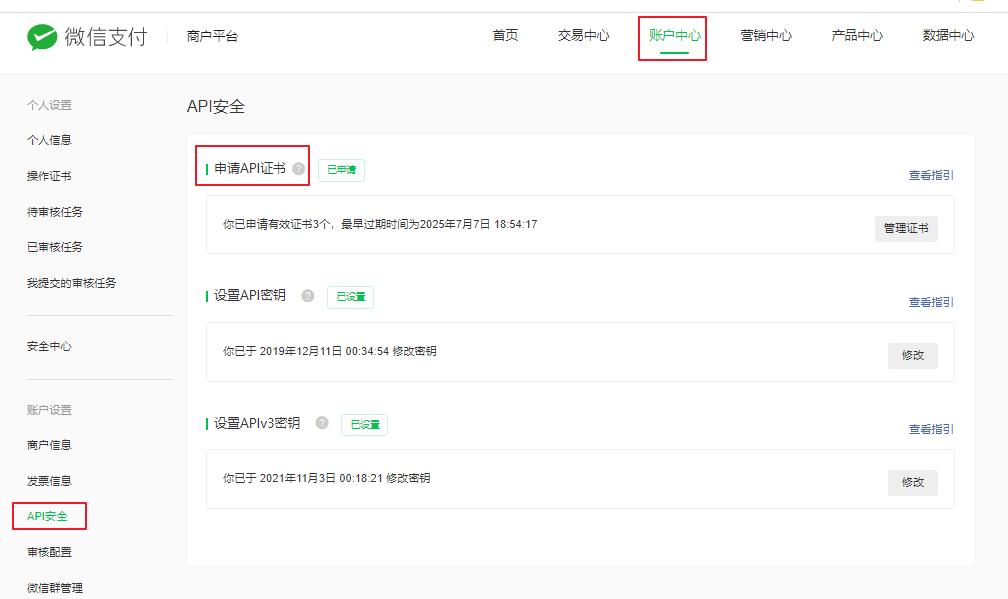 微信支付 商户平台 首页 交易中心 账户中心 营销中心 产品中心 数据中心
个人设置
个人信息
操作证书
待审核任务
已审核任务
我提交的审核任务
安全中心
账户设置
商户信息
发票信息
API安全
审核配置
微信群管理
API安全
申请API证书 ? 已申请 查看指引
你已申请有效证书3个，最早过期时间为2025年7月7日 18:54:17 管理证书
设置API密钥 ? 已设置 查看指引
你已于 2019年12月11日 00:34:54 修改密钥 修改
设置APIv3密钥 ? 已设置 查看指引
你已于 2021年11月3日 00:18:21 修改密钥 修改